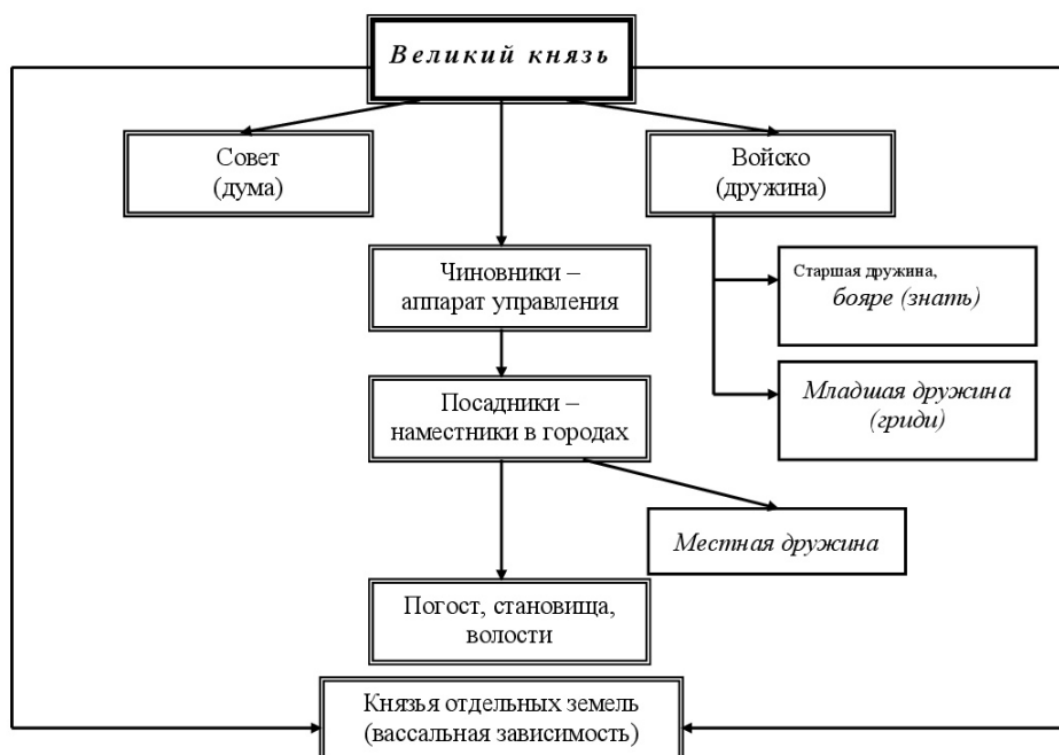 Великий князь
Совет
(дума)
Войско
(дружина)
Чиновники –
аппарат управления
Старшая дружина,
бояре (знать)
Посадники –
наместники в городах
Младшая дружина
(гриди)
Местная дружина
Погост, становища,
волости
Князья отдельных земель
(вассальная зависимость)